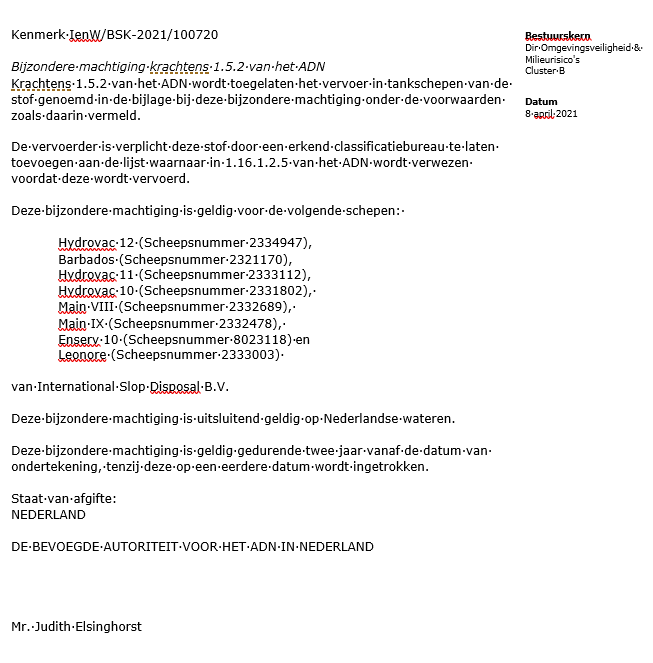 Kenmerk IenW/BSK-2021/100720
Bijzondere machtiging krachtens 1.5.2 van het ADN
Krachtens 1.5.2 van het ADN wordt toegelaten het vervoer in tankschepen van de
stof genoemd in de bijlage bij deze bijzondere machtiging onder de voorwaarden
zoals daarin vermeld.
De vervoerder is verplicht deze stof door een erkend classificatiebureau te laten
toevoegen aan de lijst waarnaar in 1.16.1.2.5 van het ADN wordt verwezen
voordat deze wordt vervoerd.
Deze bijzondere machtiging is geldig voor de volgende schepen:
Hydrovac 12 (Scheepsnummer 2334947),
Barbados (Scheepsnummer 2321170),
Hydrovac 11 (Scheepsnummer 2333112),
Hydrovac 10 (Scheepsnummer 2331802),
Main VIII (Scheepsnummer 2332689),
Main IX (Scheepsnummer 2332478),
Enserv 10 (Scheepsnummer 8023118) en
Leonore (Scheepsnummer 2333003)
van International Slop Disposal B.V.
Deze bijzondere machtiging is uitsluitend geldig op Nederlandse wateren.
Deze bijzondere machtiging is geldig gedurende twee jaar vanaf de datum van
ondertekening, tenzij deze op een eerdere datum wordt ingetrokken.
Staat van afgifte:
NEDERLAND
DE BEVOEGDE AUTORITEIT VOOR HET ADN IN NEDERLAND
Mr. Judith Elsinghorst
Bestuurskern
Dir Omgevingsveiligheid &
Milieurisico's
Cluster B
Datum
8 april 2021